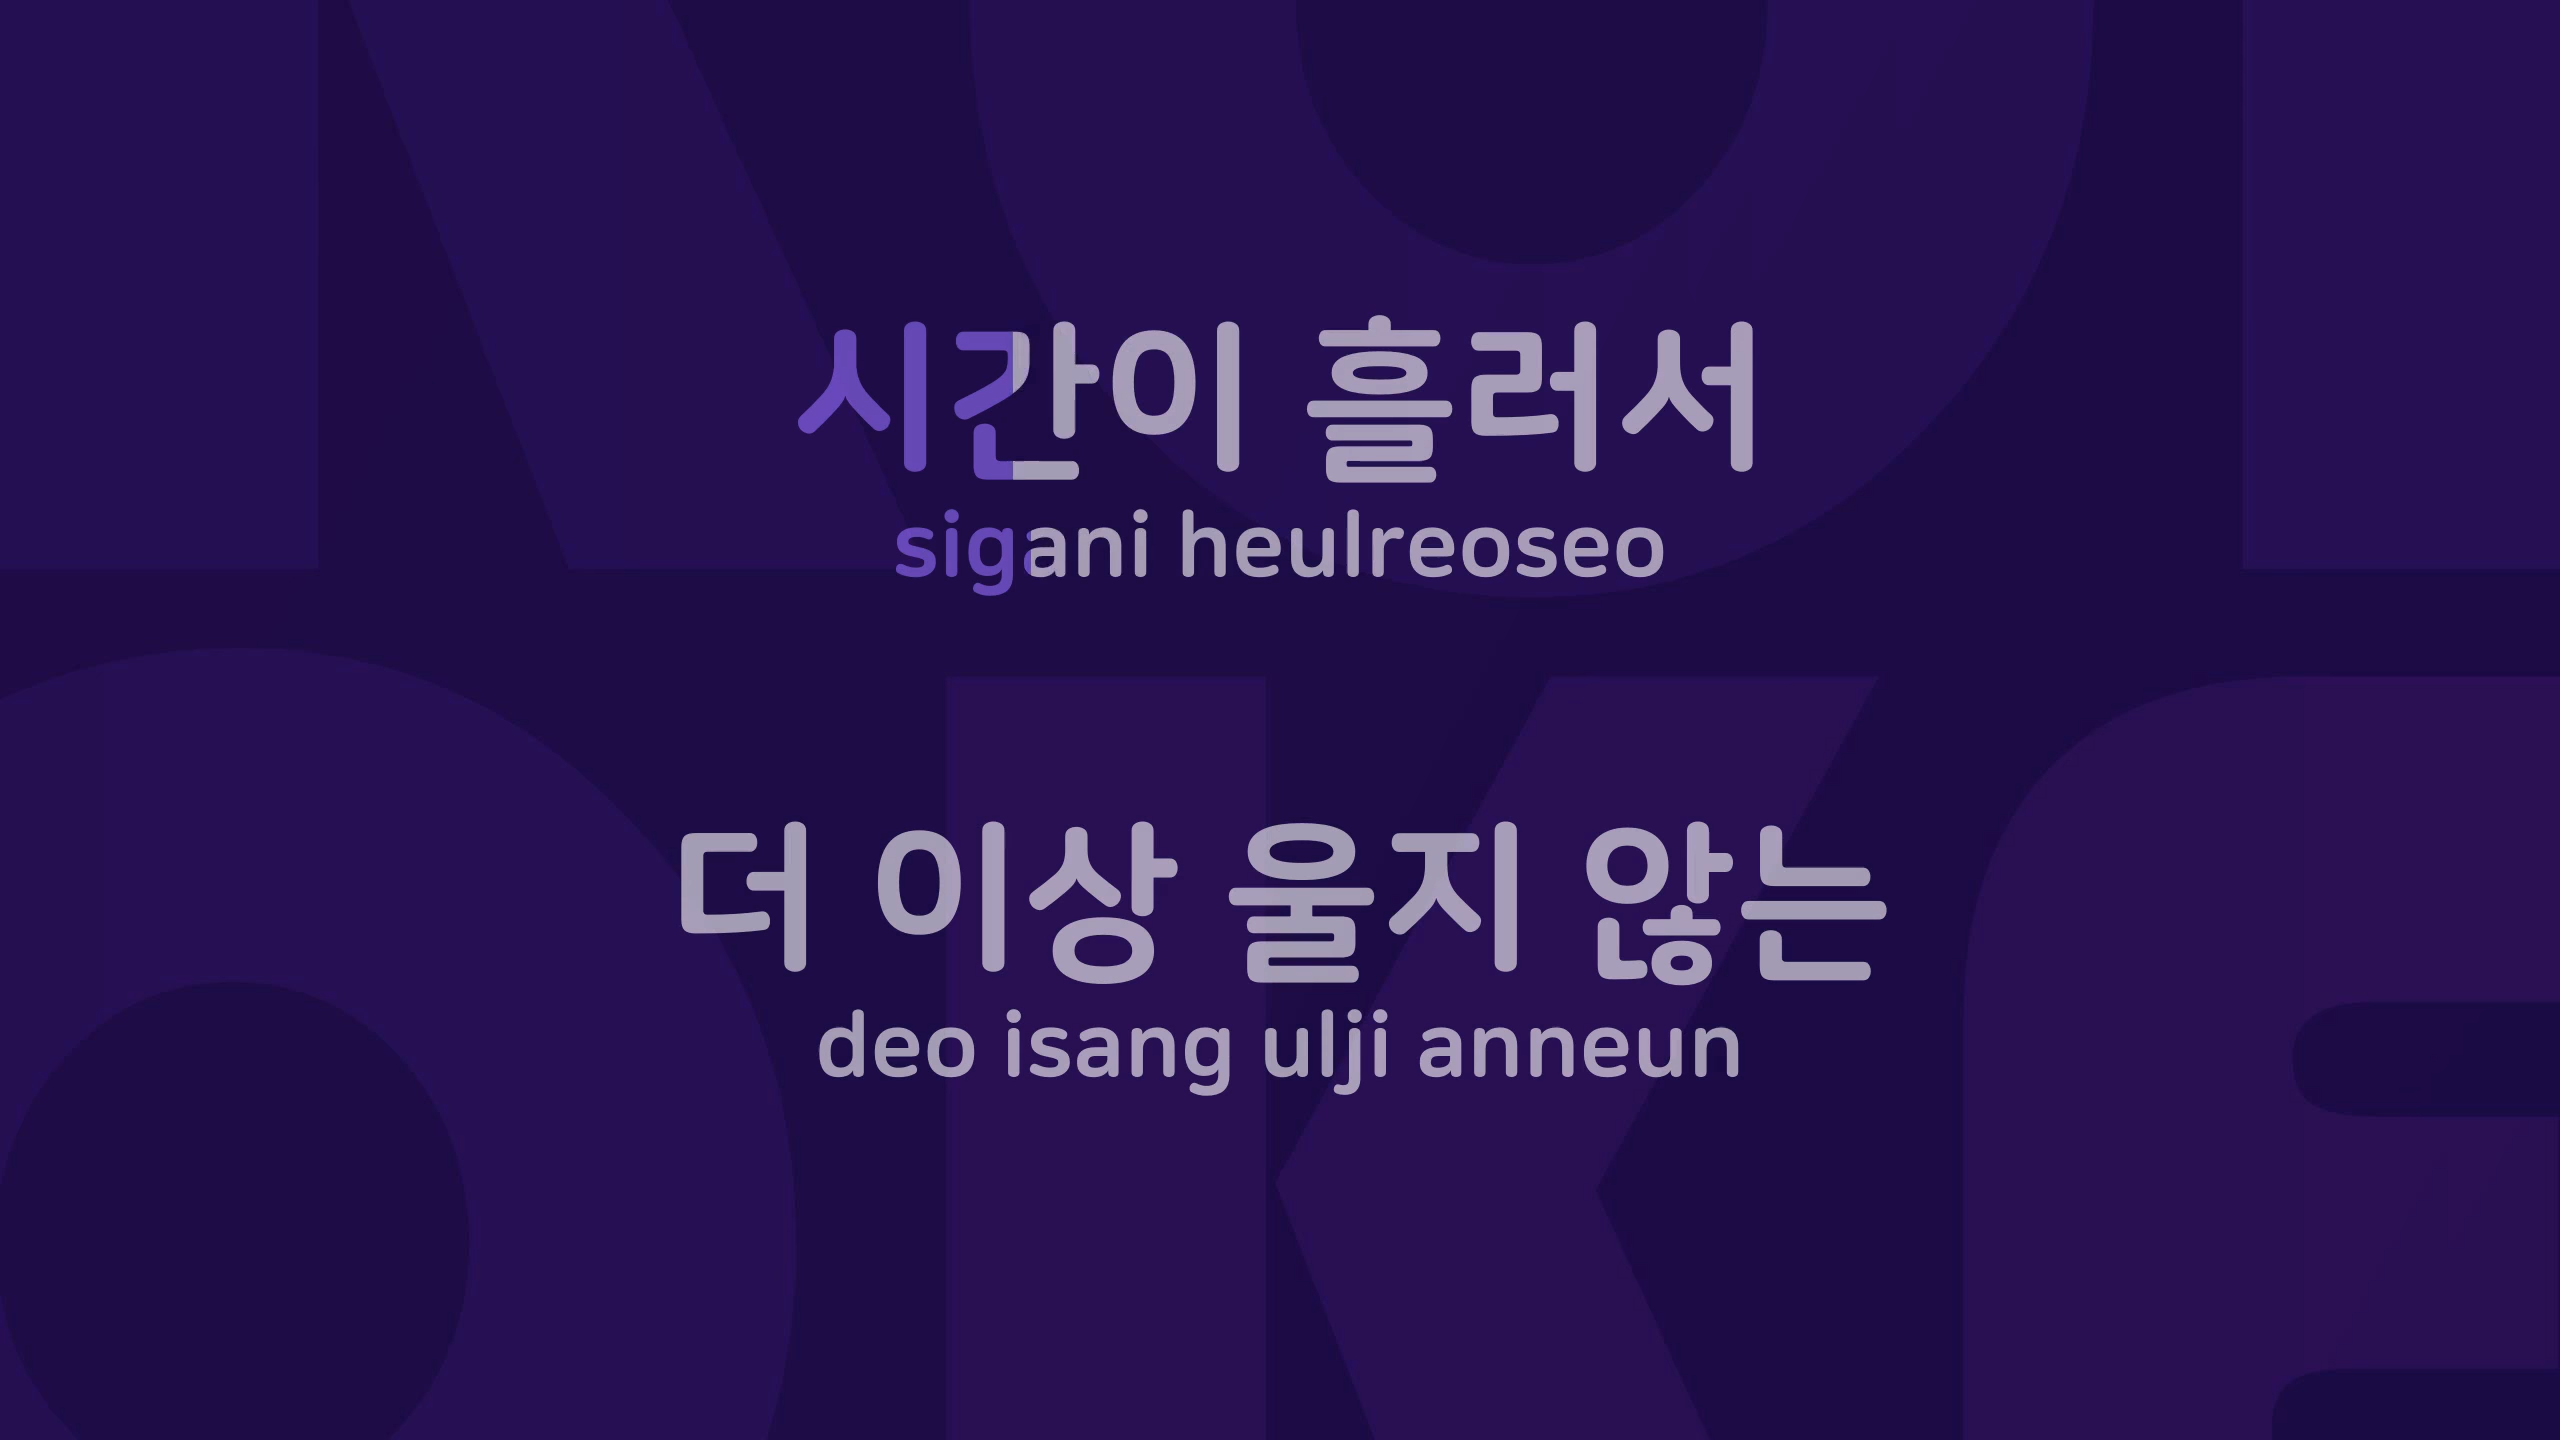 시간이 흘러서
sigani heulreoseo
더 이상 울지 않는
deo isang ulji anneun